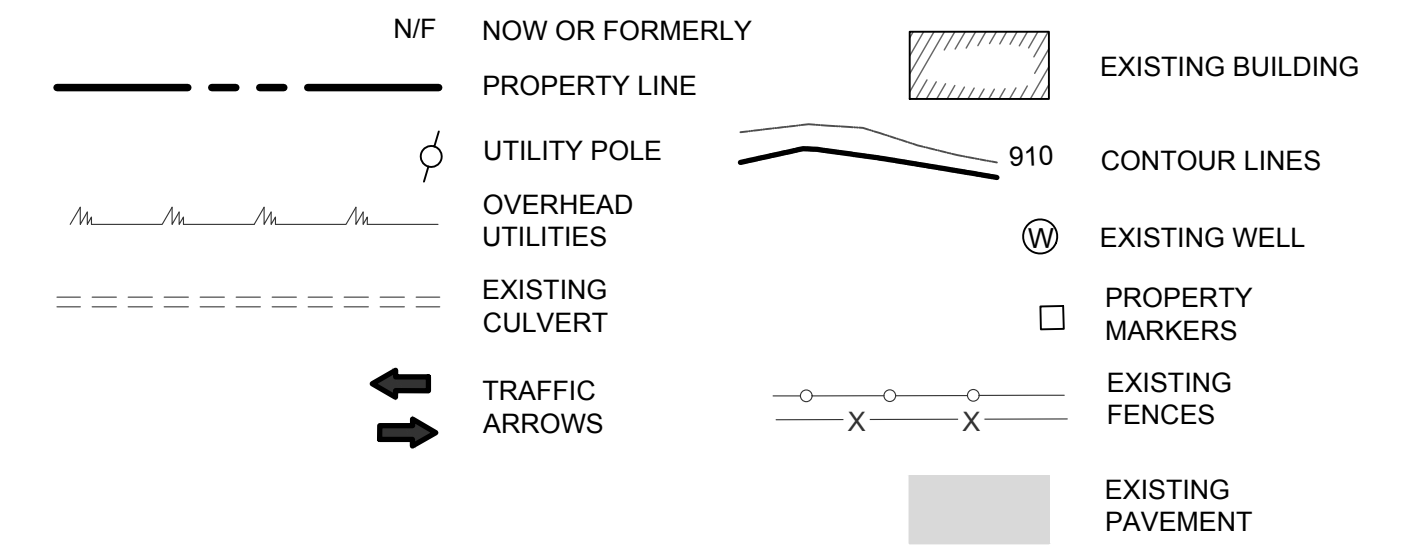 N/F NOW OR FORMERLY
PROPERTY LINE
UTILITY POLE
OVERHEAD
UTILITIES
EXISTING
CULVERT
TRAFFIC
ARROWS
EXISTING BUILDING
910 CONTOUR LINES
W EXISTING WELL
PROPERTY
MARKERS
EXISTING
X X FENCES
EXISTING
PAVEMENT